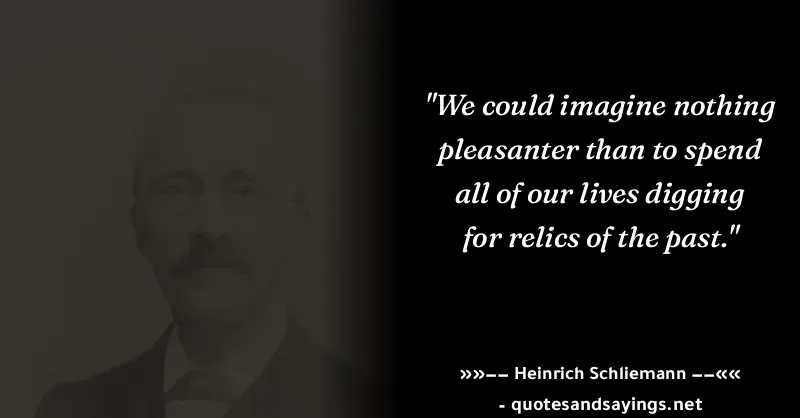 "We could imagine nothing
pleasanter than to spend
all of our lives digging
for relics of the past."
»»–– Heinrich Schliemann ––««
- quotesandsayings.net